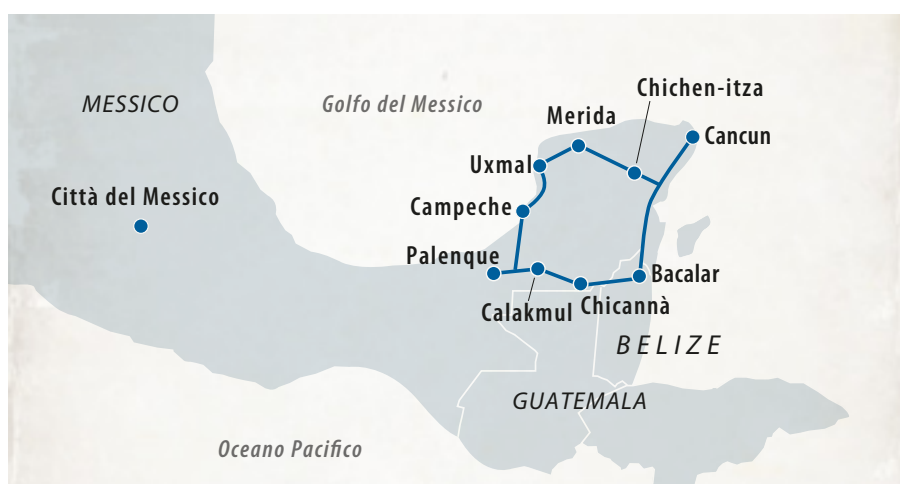 Chichen-itza
MESSICO
Golfo del Messico
Merida
Cancun
Uxmal
Città del Messico
Campeche
Palenque
Bacalar
Calakmul
Chicannà
BELIZE
GUATEMALA
Oceano Pacifico